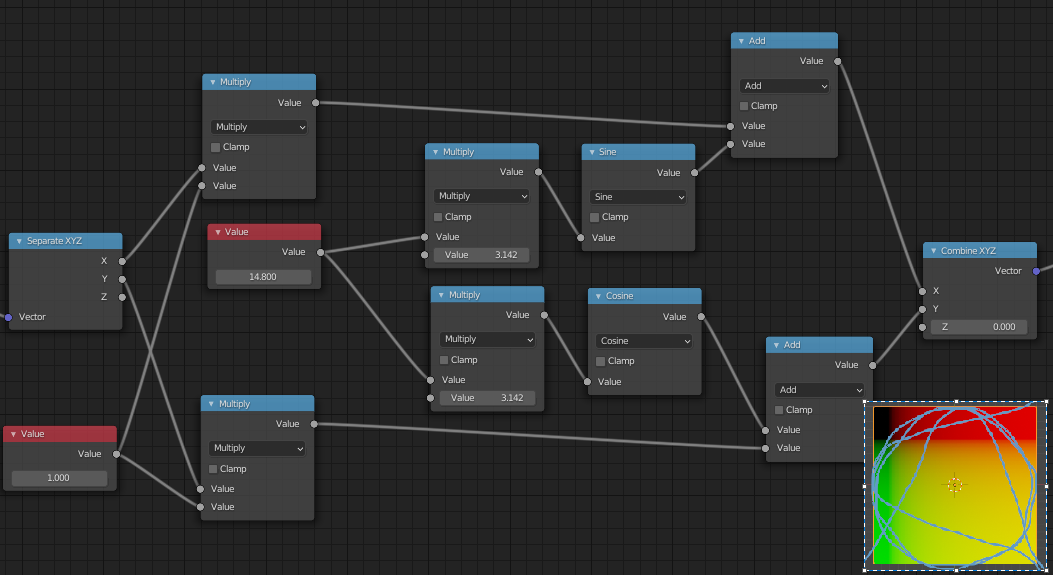 Add
Value
Add
Clamp
Value
Value
Multiply
Value
Multiply
Clamp
Value
Value
Multiply
Value
Multiply
Clamp
Value
Value 3.142
Sine
Value
Sine
Clamp
Value
Separate XYZ
X
Y
Z
Vector
Value
Value
14.800
Combine XYZ
Vector
X
Y
Z 0.000
Multiply
Value
Multiply
Clamp
Value
Value 3.142
Cosine
Value
Cosine
Clamp
Value
Add
Value
Add
Clamp
Value
Value
Multiply
Value
Multiply
Clamp
Value
Value
Value
Value
1.000